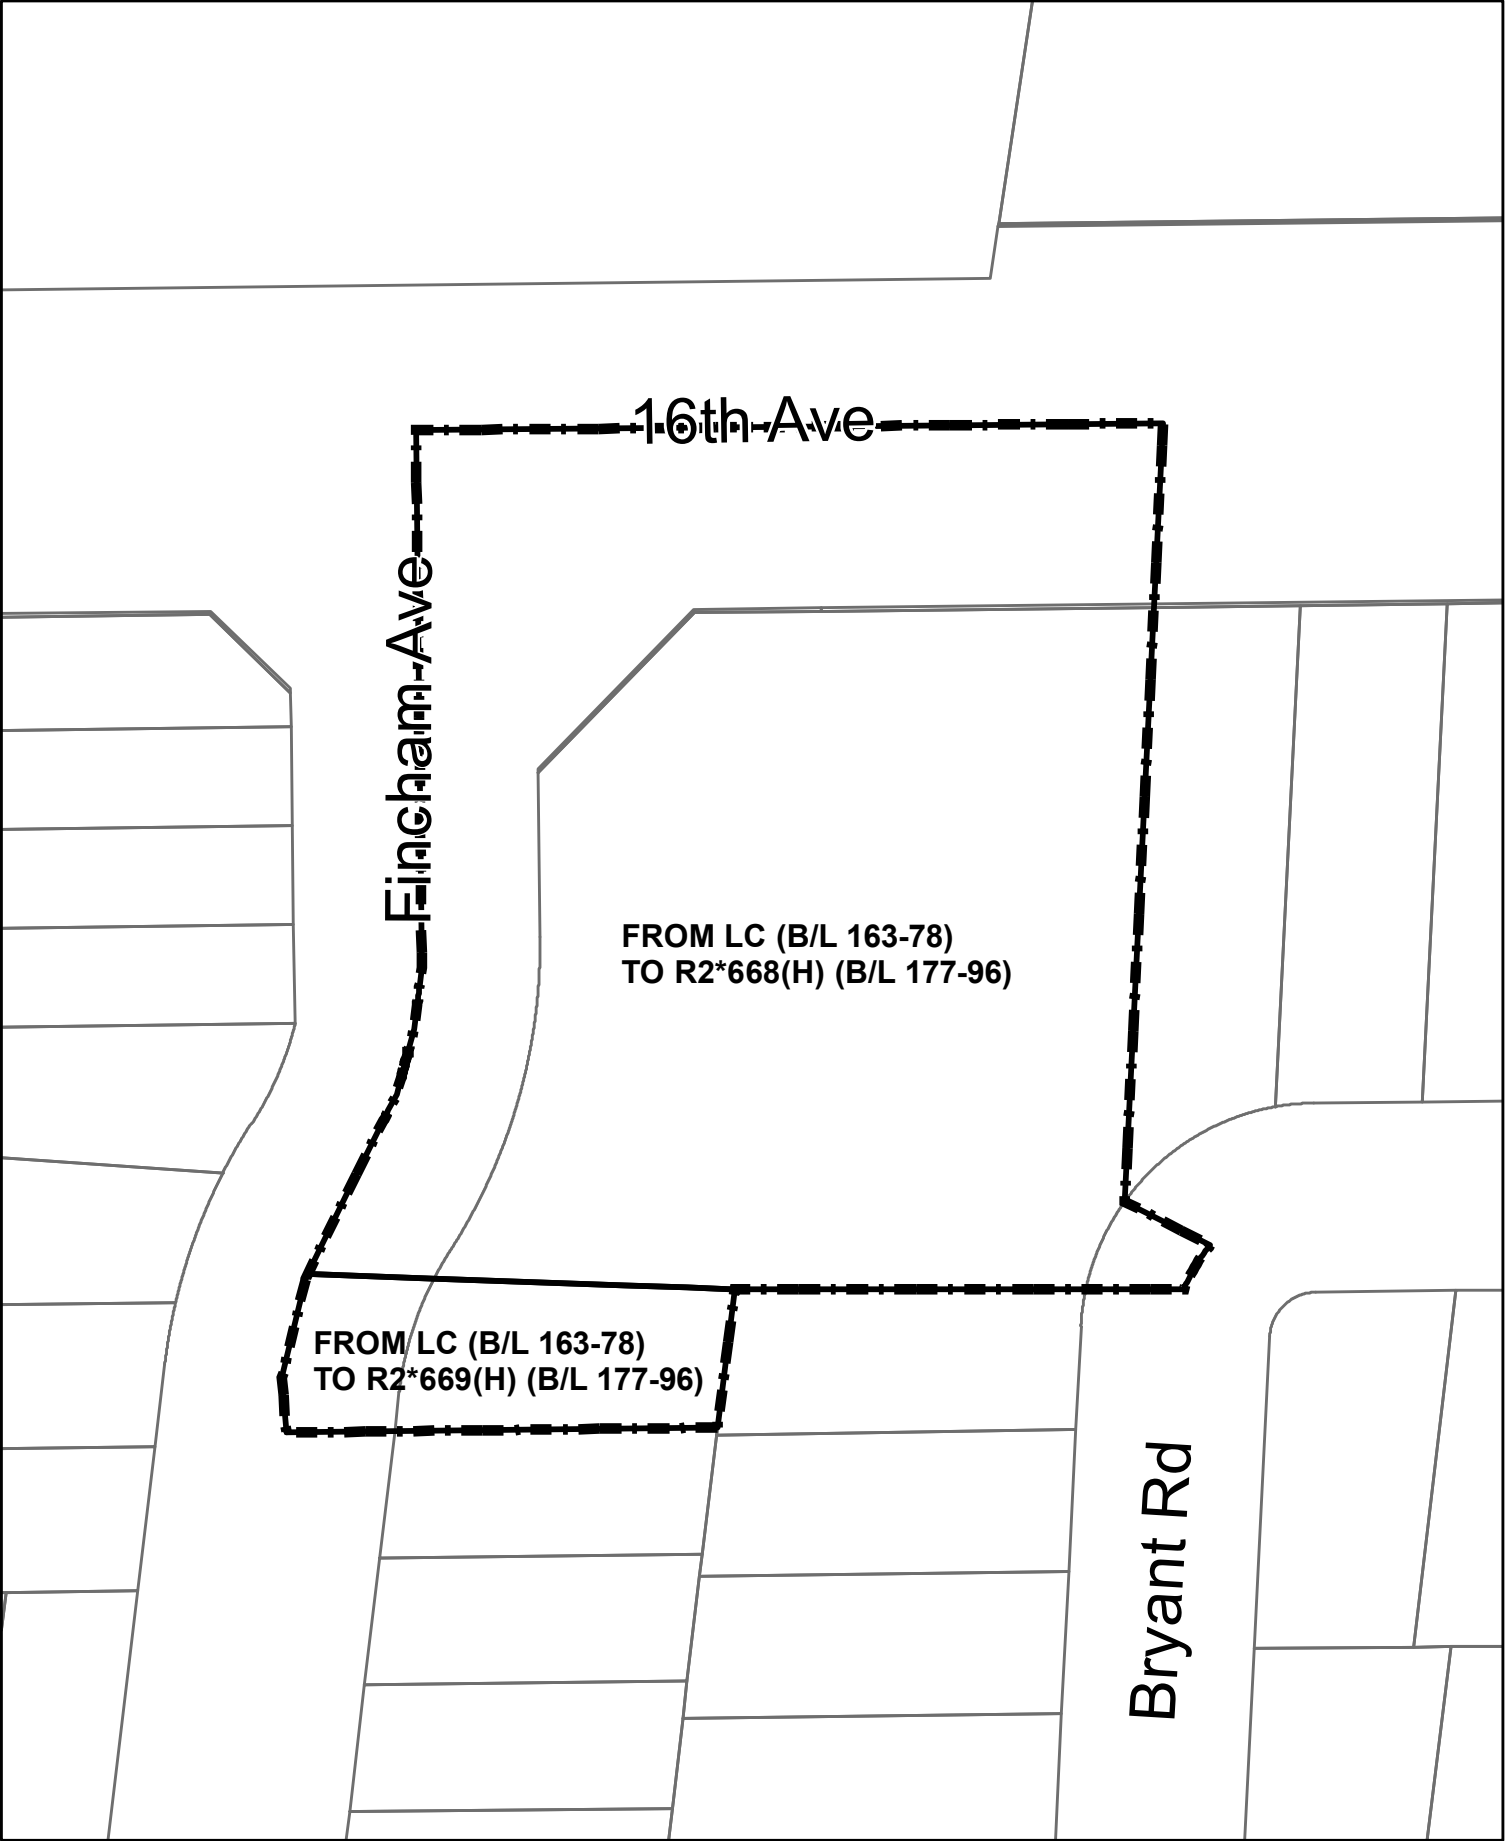 16th Ave
Fincham Ave
FROM LC (B/L 163-78)
TO R2*668(H) (B/L 177-96)
FROM LC (B/L 163-78)
TO R2*669(H) (B/L 177-96)
Bryant Rd